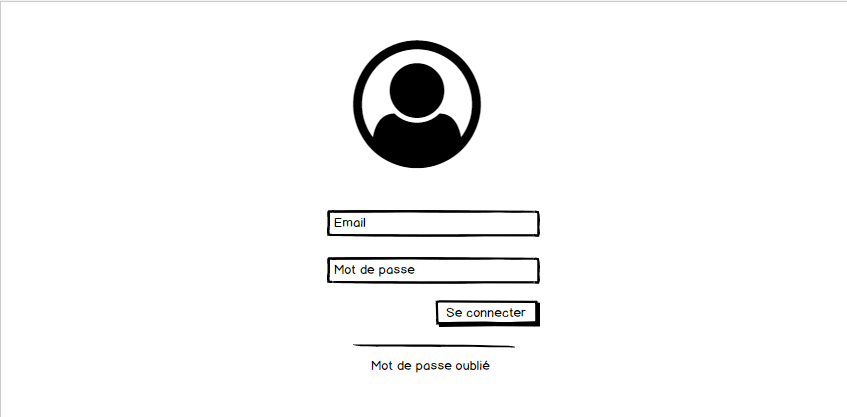 Email
Mot de passe
Se connecter
Mot de passe oublié